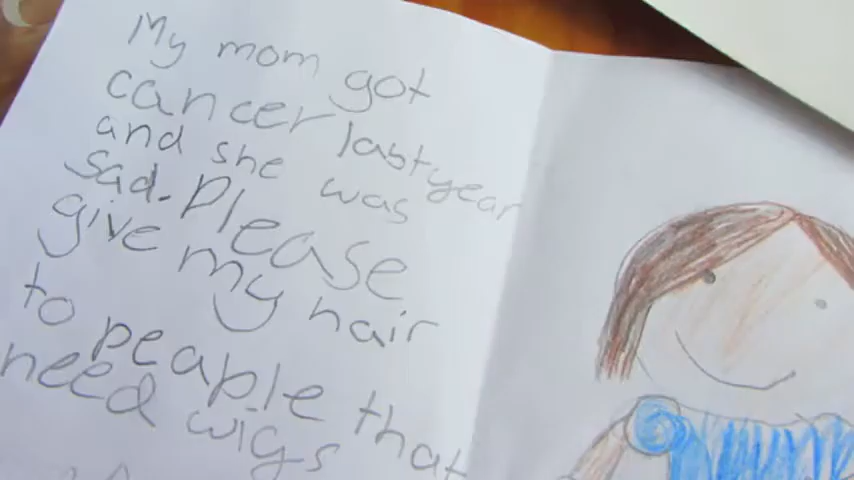 My mom got
cancer last year
and she was
sad. Please
give my hair
to peaple that
need wigs